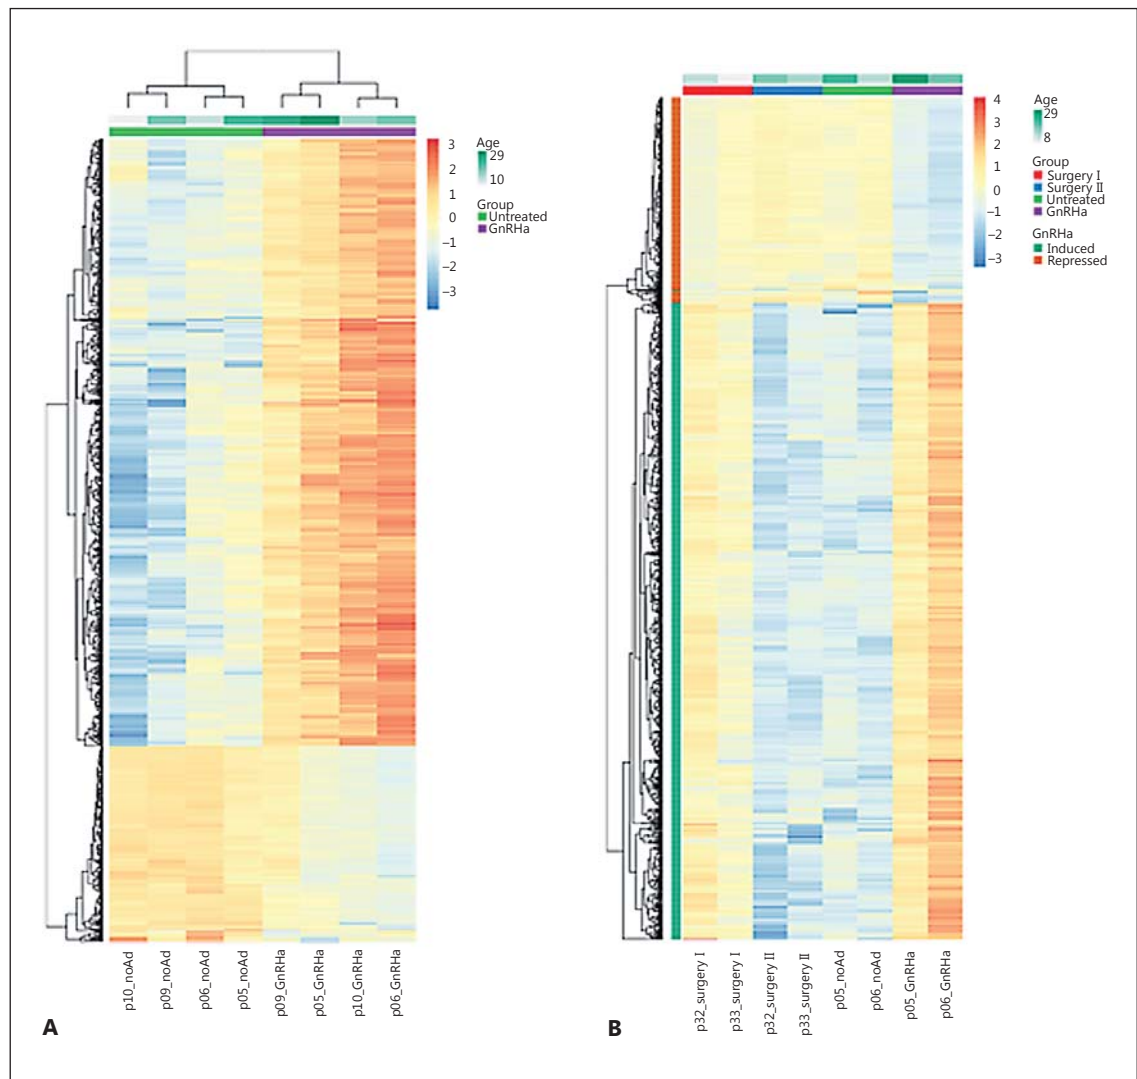 3
2
1
0
−1
−2
−3
Age
29
10
Group
Untreated
GnRHa
p10_noAd
p09_noAd
p06_noAd
p05_noAd
p09_GnRHa
p05_GnRHa
p10_GnRHa
p06_GnRHa
A
4
3
2
1
0
−1
−2
−3
Age
29
8
Group
Surgery I
Surgery II
Untreated
GnRHa
GnRHa
Induced
Repressed
p32_surgery I
p33_surgery I
p32_surgery II
p33_surgery II
p05_noAd
p06_noAd
p05_GnRHa
p06_GnRHa
B